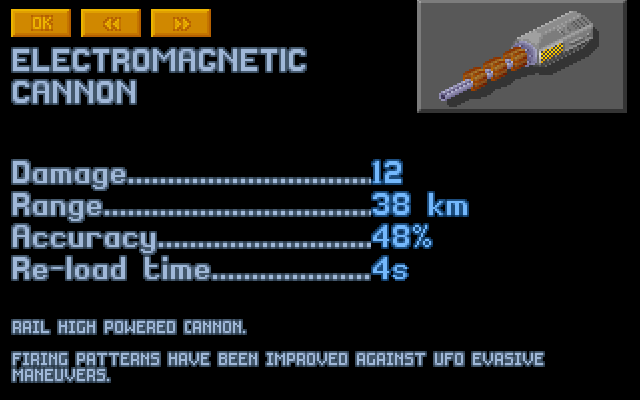 OK
ELECTROMAGNETIC
CANNON
Damage..............................12
Range.................................38 km
Accuracy..........................48%
Re-load time....................4s
RAIL HIGH POWERED CANNON.
FIRING PATTERNS HAVE BEEN IMPROVED AGAINST UFO EVASIVE
MANEUVERS.